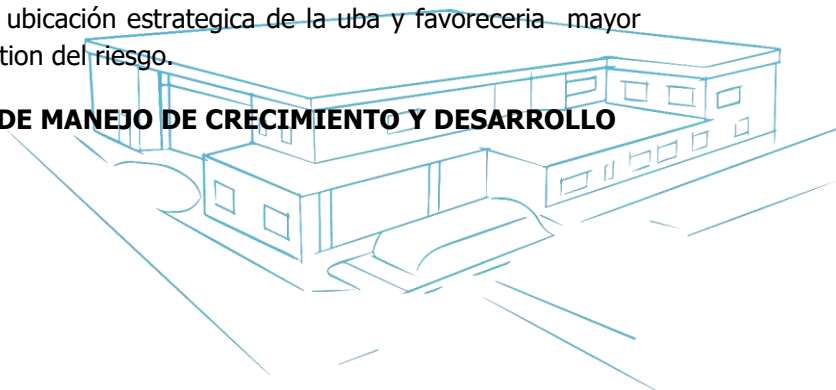 ubicación estrategica de la uba y favoreceria mayor
tion del riesgo.
DE MANEJO DE CRECIMIENTO Y DESARROLLO